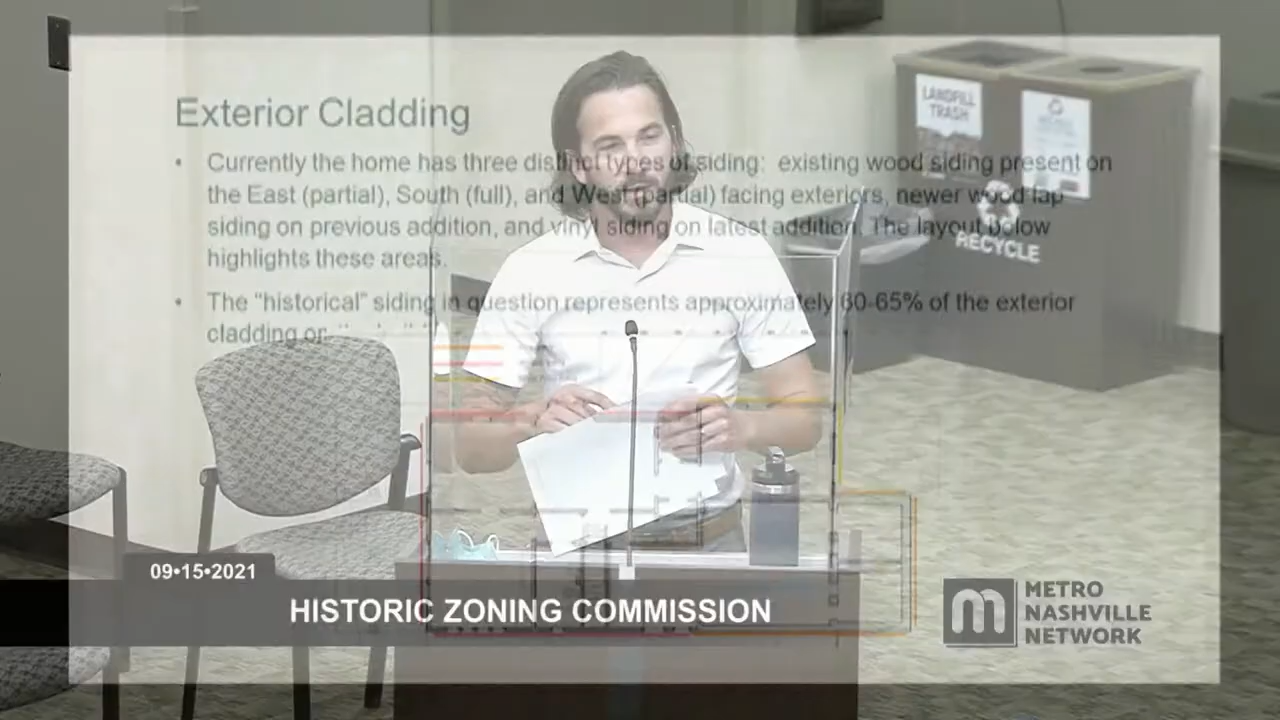 Exterior Cladding
• Currently the home has three distinct types of siding: existing wood siding present on
the East (partial), South (full), and West (partial) facing exteriors, newer wood lap
siding on previous addition, and vinyl siding on latest addition. The layout below
highlights these areas.
• The “historical” siding in question represents approximately 60-65% of the exterior
cladding on
LANDFILL
TRASH
RECYCLE
09•15•2021
HISTORIC ZONING COMMISSION
m METRO
NASHVILLE
NETWORK